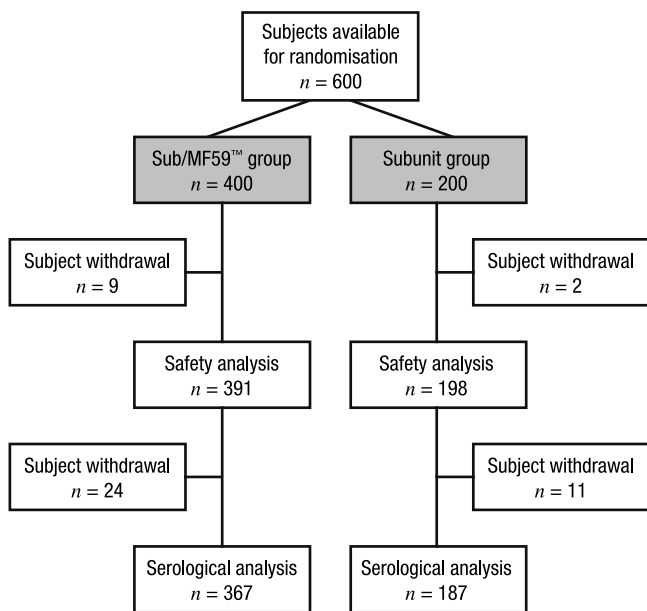 Subjects available
for randomisation
n = 600
Sub/MF59™ group
n = 400
Subunit group
n = 200
Subject withdrawal
n = 9
Subject withdrawal
n = 2
Safety analysis
n = 391
Safety analysis
n = 198
Subject withdrawal
n = 24
Subject withdrawal
n = 11
Serological analysis
n = 367
Serological analysis
n = 187